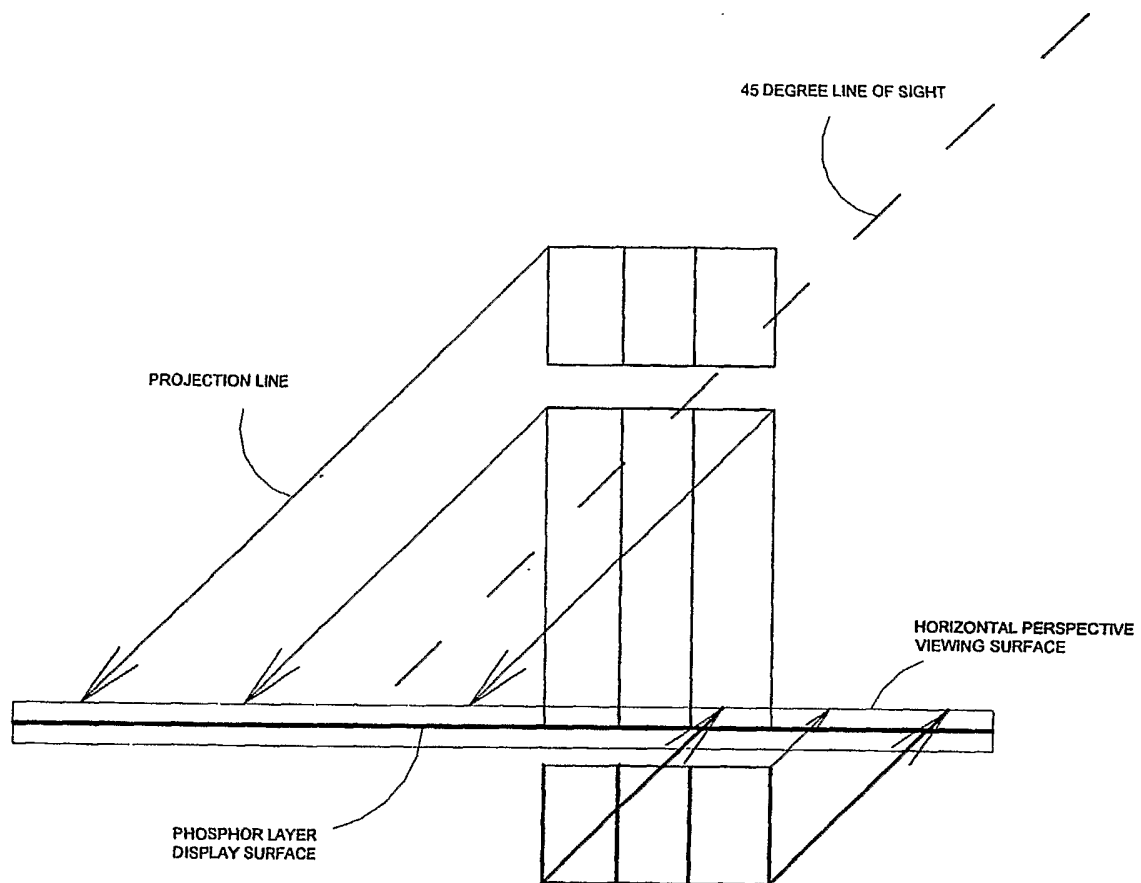 45 DEGREE LINE OF SIGHT
PROJECTION LINE
HORIZONTAL PERSPECTIVE
VIEWING SURFACE
PHOSPHOR LAYER
DISPLAY SURFACE